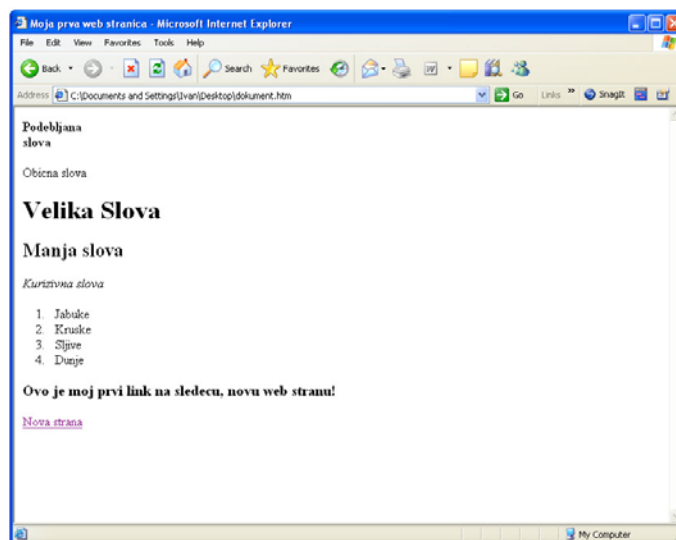 Moja prva web stranica - Microsoft Internet Explorer
File Edit View Favorites Tools Help
Back Search Favorites
Address C:\Documents and Settings\Ivan\Desktop\dokument.htm Go Links » SnagIt
Podebljana
slova
Obicna slova
Velika Slova
Manja slova
Kurizivna slova
1. Jabuke
2. Kruske
3. Sljive
4. Dunje
Ovo je moj prvi link na sledecu, novu web stranu!
Nova strana
My Computer